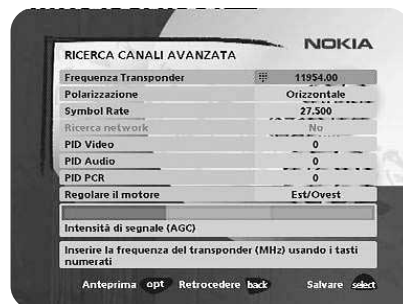 NOKIA
RICERCA CANALI AVANZATA
Frequenza Transponder 11954.00
Polarizzazione Orizzontale
Symbol Rate 27.500
Ricerca network No
PID Video 0
PID Audio 0
PID PCR 0
Regolare il motore Est/Ovest
Intensitá di segnale (AGC)
Inserire la frequenza del transponder (MHz) usando i tasti
numerati
Anteprima opt Retrocedere back Salvare select